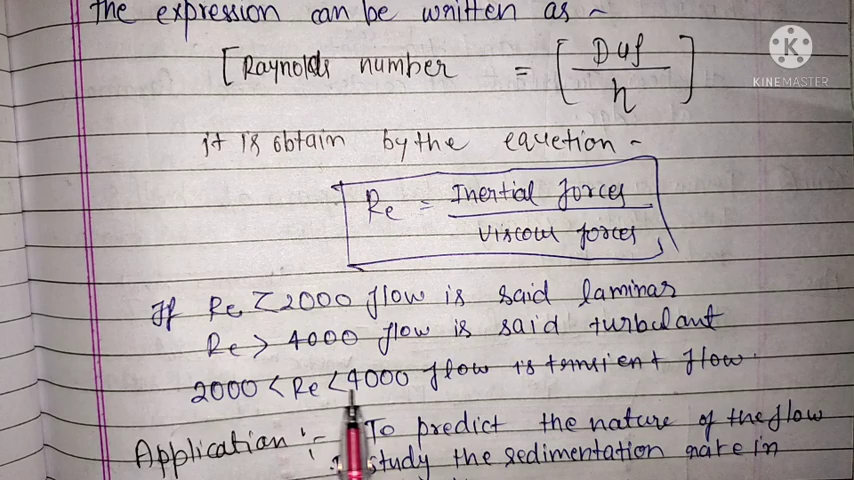 the expression can be written as ~
[Raynolds number = [Duρ/η]
it is obtain by the equetion -
Re = Inertial forces / viscous forces
If Re < 2000 flow is said laminar
Re > 4000 flow is said turbulant
2000 < Re < 4000 flow is transient flow.
Application :- To predict the nature of the flow
study the sedimentation rate in
K
KINEMASTER